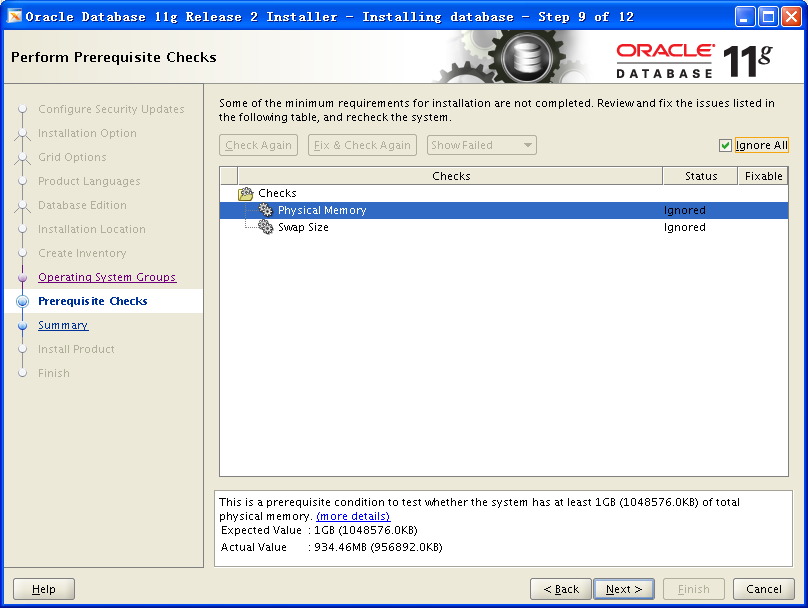 Oracle Database 11g Release 2 Installer - Installing database - Step 9 of 12
Perform Prerequisite Checks
ORACLE
DATABASE 11g
Configure Security Updates
Installation Option
Grid Options
Product Languages
Database Edition
Installation Location
Create Inventory
Operating System Groups
Prerequisite Checks
Summary
Install Product
Finish
Some of the minimum requirements for installation are not completed. Review and fix the issues listed in
the following table, and recheck the system.
Check Again Fix & Check Again Show Failed Ignore All
Checks Status Fixable
Checks
Physical Memory Ignored
Swap Size Ignored
This is a prerequisite condition to test whether the system has at least 1GB (1048576.0KB) of total
physical memory. (more details)
Expected Value : 1GB (1048576.0KB)
Actual Value : 934.46MB (956892.0KB)
Help < Back Next > Finish Cancel